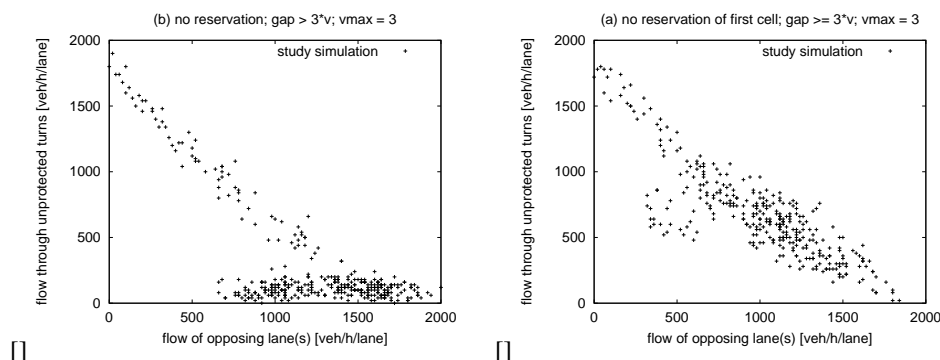 (b) no reservation; gap > 3*v; vmax = 3
study simulation
flow through unprotected turns [veh/h/lane]
2000
1500
1000
500
0
0 500 1000 1500 2000
flow of opposing lane(s) [veh/h/lane]
[]
(a) no reservation of first cell; gap >= 3*v; vmax = 3
study simulation
flow through unprotected turns [veh/h/lane]
2000
1500
1000
500
0
0 500 1000 1500 2000
flow of opposing lane(s) [veh/h/lane]
[]